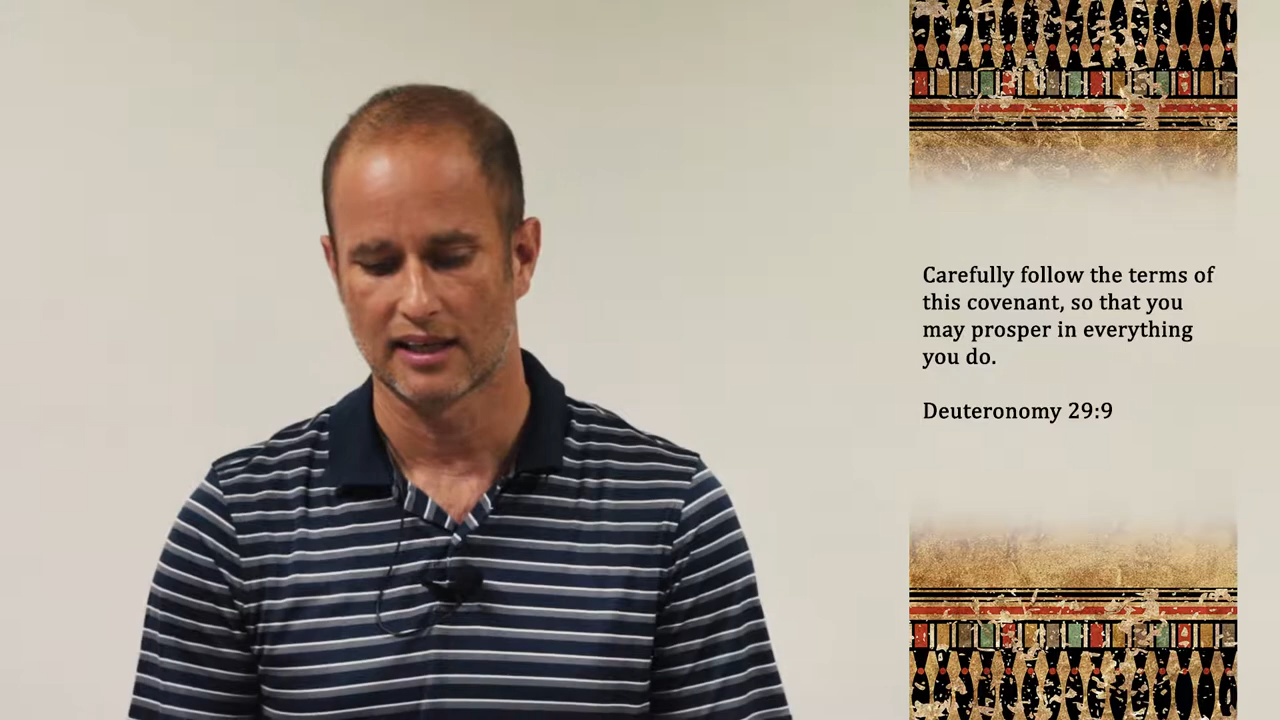 Carefully follow the terms of
this covenant, so that you
may prosper in everything
you do.
Deuteronomy 29:9